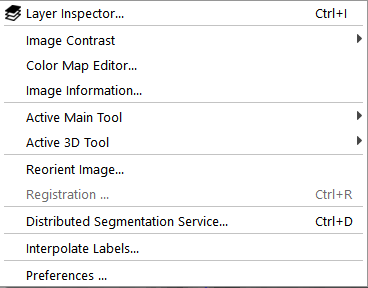 Layer Inspector... Ctrl+I
Image Contrast
Color Map Editor...
Image Information...
Active Main Tool
Active 3D Tool
Reorient Image...
Registration ... Ctrl+R
Distributed Segmentation Service... Ctrl+D
Interpolate Labels...
Preferences ...